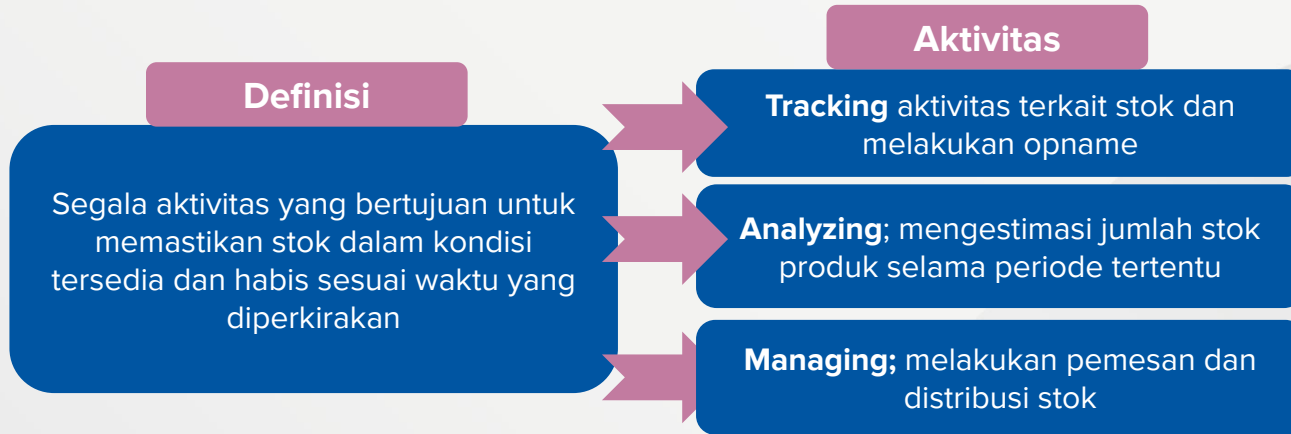 Definisi
Segala aktivitas yang bertujuan untuk
memastikan stok dalam kondisi
tersedia dan habis sesuai waktu yang
diperkirakan
Aktivitas
Tracking aktivitas terkait stok dan
melakukan opname
Analyzing; mengestimasi jumlah stok
produk selama periode tertentu
Managing; melakukan pemesan dan
distribusi stok